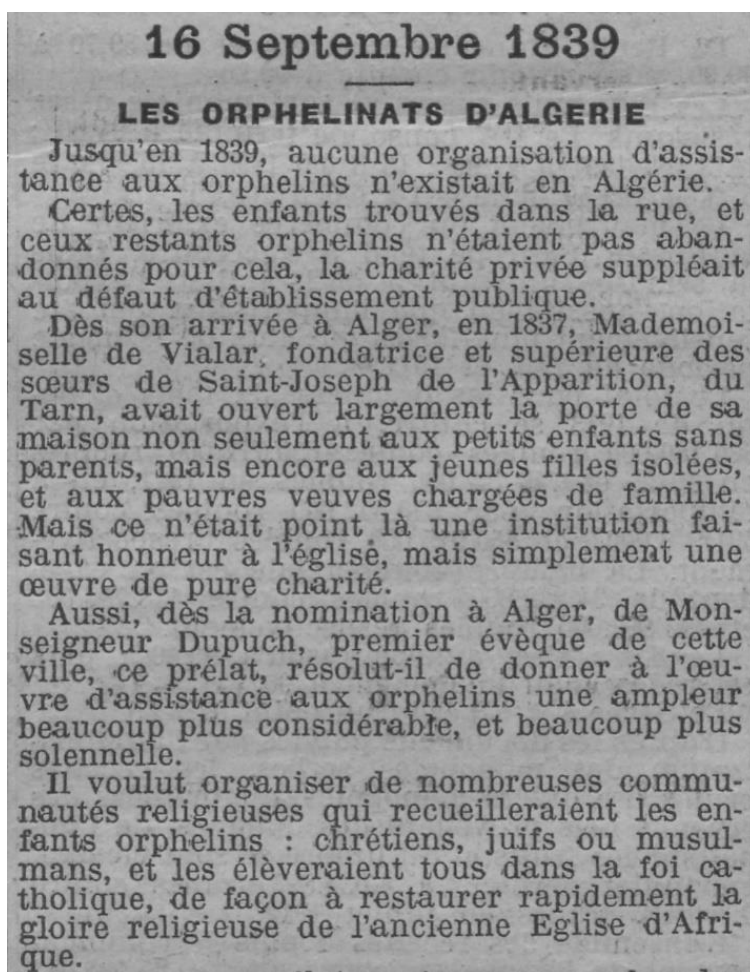 16 Septembre 1839
LES ORPHELINATS D'ALGERIE
Jusqu'en 1839, aucune organisation d'assis-
tance aux orphelins n'existait en Algérie.
Certes, les enfants trouvés dans la rue, et
ceux restants orphelins n'étaient pas aban-
donnés pour cela, la charité privée suppléait
au défaut d'établissement publique.
Dès son arrivée à Alger, en 1837, Mademoi-
selle de Vialar, fondatrice et supérieure des
sœurs de Saint-Joseph de l'Apparition, du
Tarn, avait ouvert largement la porte de sa
maison non seulement aux petits enfants sans
parents, mais encore aux jeunes filles isolées,
et aux pauvres veuves chargées de famille.
Mais ce n'était point là une institution fai-
sant honneur à l'église, mais simplement une
œuvre de pure charité.
Aussi, dès la nomination à Alger, de Mon-
seigneur Dupuch, premier évèque de cette
ville, ce prélat, résolut-il de donner à l'œu-
vre d'assistance aux orphelins une ampleur
beaucoup plus considérable, et beaucoup plus
solennelle.
Il voulut organiser de nombreuses commu-
nautés religieuses qui recueilleraient les en-
fants orphelins : chrétiens, juifs ou musul-
mans, et les élèveraient tous dans la foi ca-
tholique, de façon à restaurer rapidement la
gloire religieuse de l'ancienne Eglise d'Afri-
que.